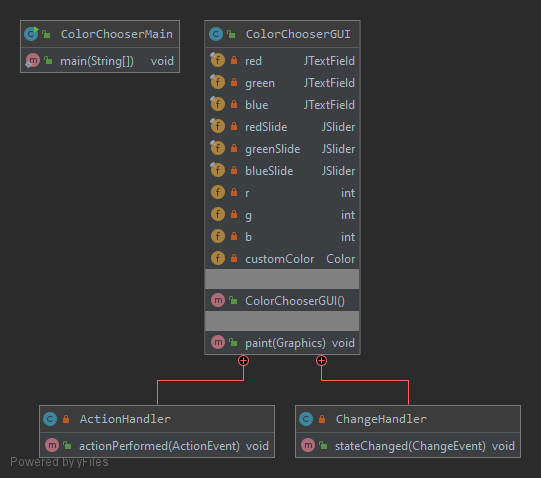 ColorChooserMain
main(String[]) void
ColorChooserGUI
red JTextField
green JTextField
blue JTextField
redSlide JSlider
greenSlide JSlider
blueSlide JSlider
r int
g int
b int
customColor Color
ColorChooserGUI()
paint(Graphics) void
ActionHandler
actionPerformed(ActionEvent) void
ChangeHandler
stateChanged(ChangeEvent) void
Powered by yFiles